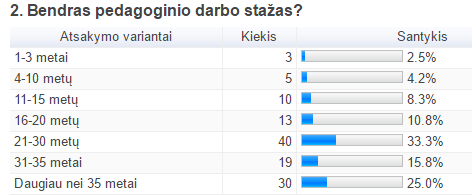 2. Bendras pedagoginio darbo stažas?
Atsakymo variantai Kiekis Santykis
1-3 metai 3 2.5%
4-10 metų 5 4.2%
11-15 metų 10 8.3%
16-20 metų 13 10.8%
21-30 metų 40 33.3%
31-35 metai 19 15.8%
Daugiau nei 35 metai 30 25.0%